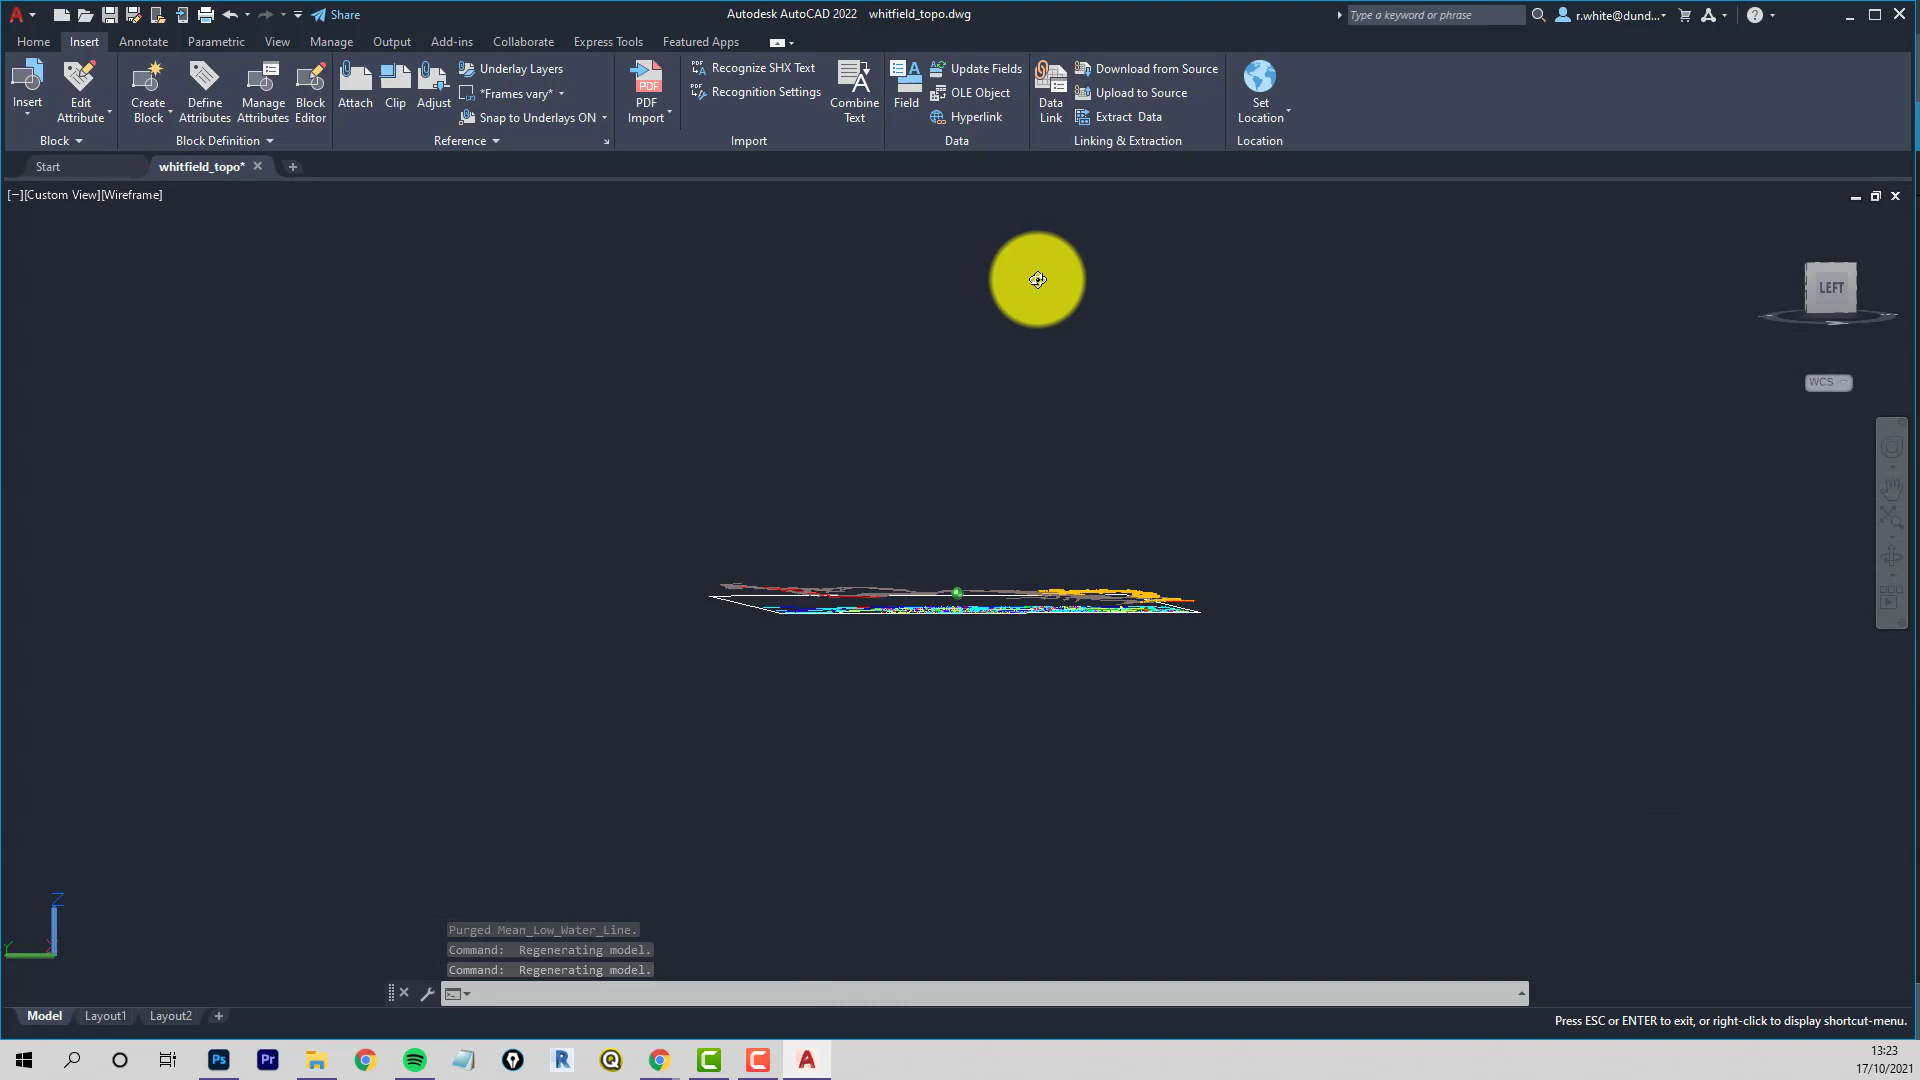 Share
Autodesk AutoCAD 2022 whitfield_topo.dwg
Type a keyword or phrase
r.white@dund...
Home Insert Annotate Parametric View Manage Output Add-ins Collaborate Express Tools Featured Apps
Insert
Edit Attribute
Create Block
Define Attributes
Manage Attributes
Block Editor
Attach
Clip
Adjust
Underlay Layers
*Frames vary*
Snap to Underlays ON
PDF Import
Recognize SHX Text
Recognition Settings
Combine Text
Field
Update Fields
OLE Object
Hyperlink
Data Link
Download from Source
Upload to Source
Extract Data
Set Location
Block
Block Definition
Reference
Import
Data
Linking & Extraction
Location
Start
whitfield_topo*
[−][Custom View][Wireframe]
LEFT
WCS
Z
Y
X
Purged Mean_Low_Water_Line.
Command: Regenerating model.
Command: Regenerating model.
Model Layout1 Layout2
Press ESC or ENTER to exit, or right-click to display shortcut-menu.
Ps Pr R A
13:23
17/10/2021